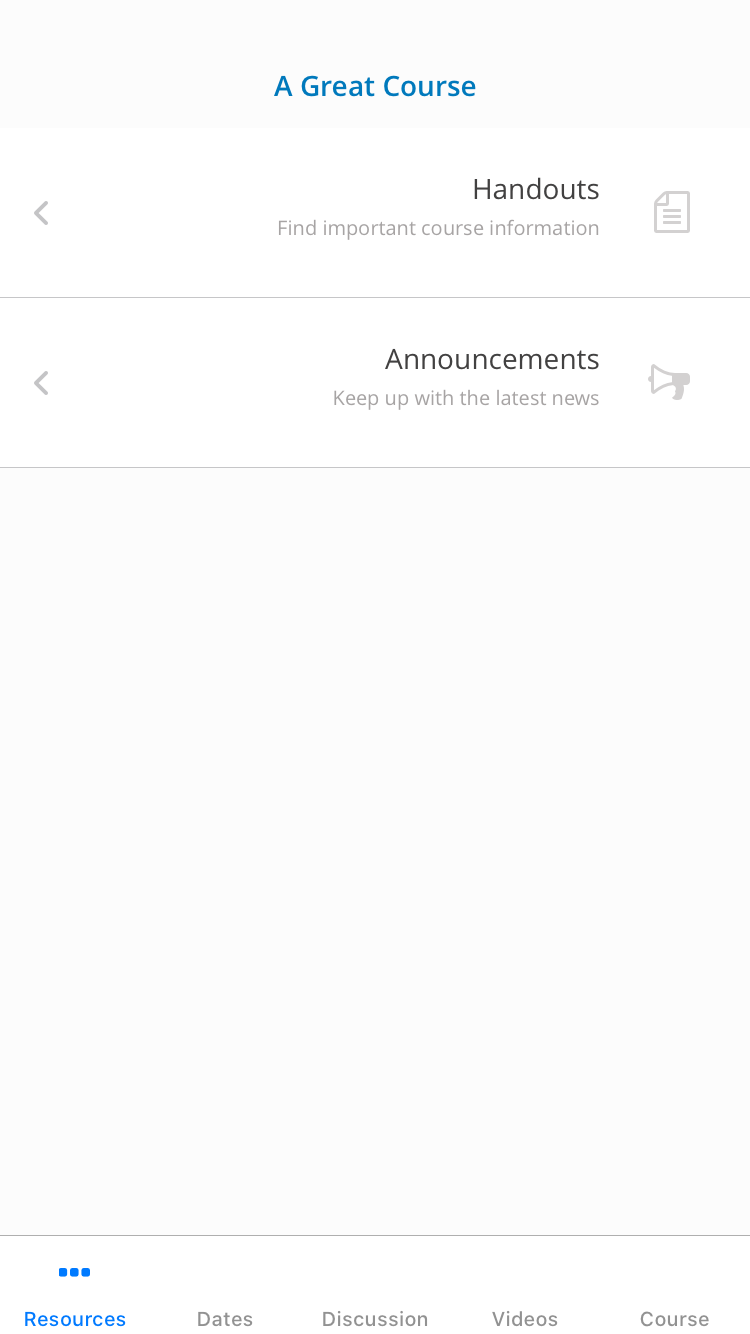 A Great Course
Handouts
Find important course information
Announcements
Keep up with the latest news
Resources
Dates
Discussion
Videos
Course